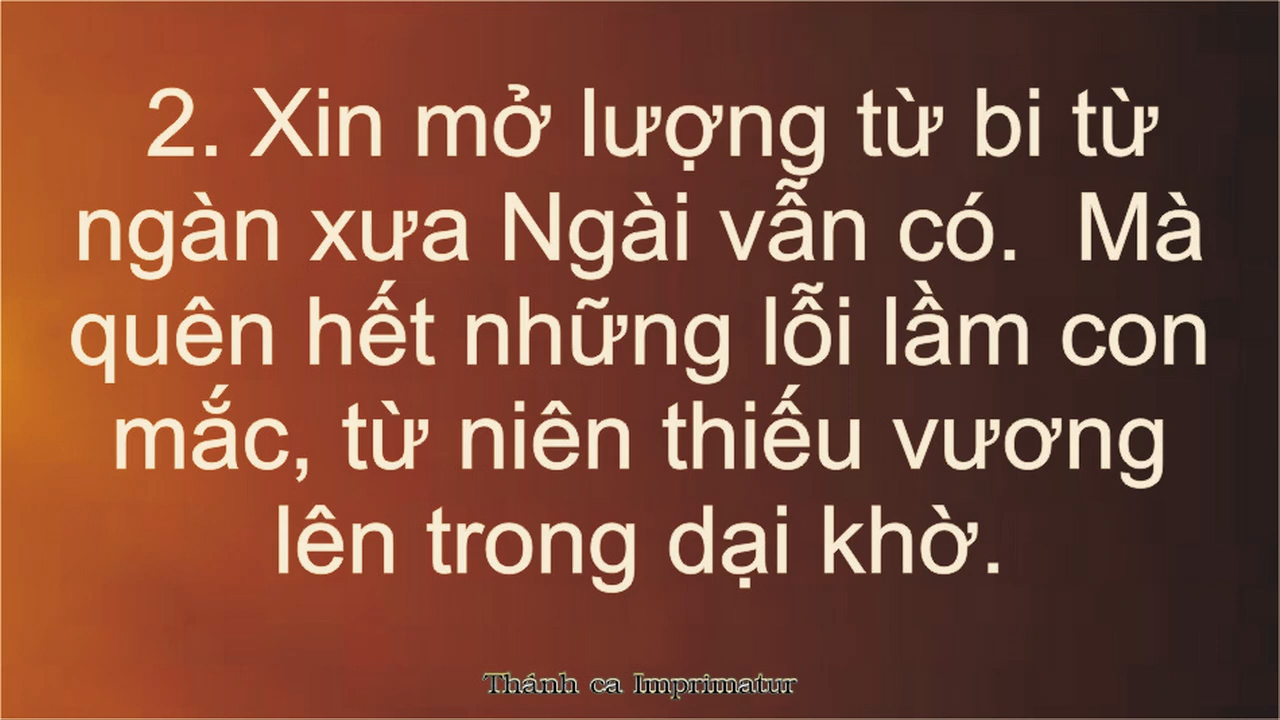 2. Xin mở lượng từ bi từ
ngàn xưa Ngài vẫn có.  Mà
quên hết những lỗi lầm con
mắc, từ niên thiếu vương
lên trong dại khờ.
Thánh ca Imprimatur